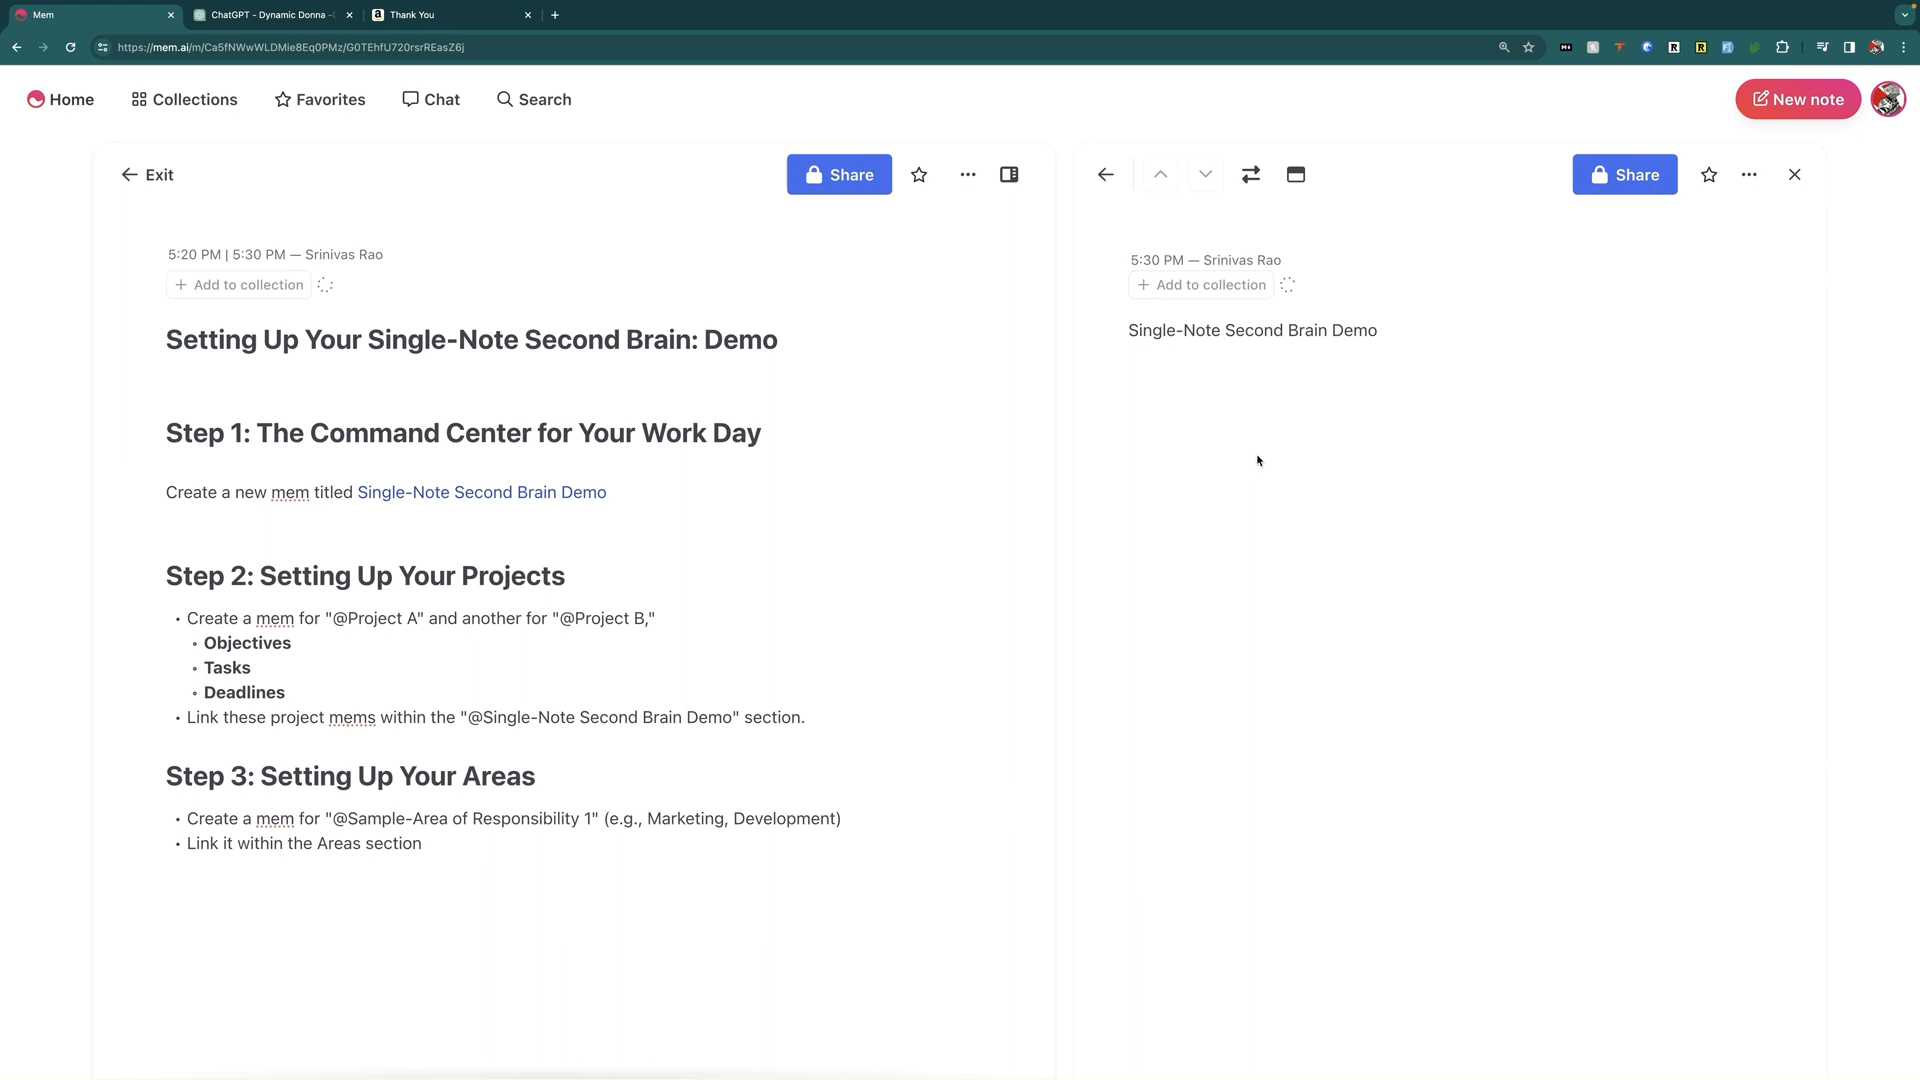 Mem
ChatGPT - Dynamic Donna -
Thank You
https://mem.ai/m/Ca5fNWwWLDMie8Eq0PMz/G0TEhfU720rsrREasZ6j
Home
Collections
Favorites
Chat
Search
New note
Exit
Share
Share
5:20 PM | 5:30 PM — Srinivas Rao
+ Add to collection
Setting Up Your Single-Note Second Brain: Demo
Step 1: The Command Center for Your Work Day
Create a new mem titled Single-Note Second Brain Demo
Step 2: Setting Up Your Projects
• Create a mem for "@Project A" and another for "@Project B,"
◦ Objectives
◦ Tasks
◦ Deadlines
• Link these project mems within the "@Single-Note Second Brain Demo" section.
Step 3: Setting Up Your Areas
• Create a mem for "@Sample-Area of Responsibility 1" (e.g., Marketing, Development)
• Link it within the Areas section
5:30 PM — Srinivas Rao
+ Add to collection
Single-Note Second Brain Demo